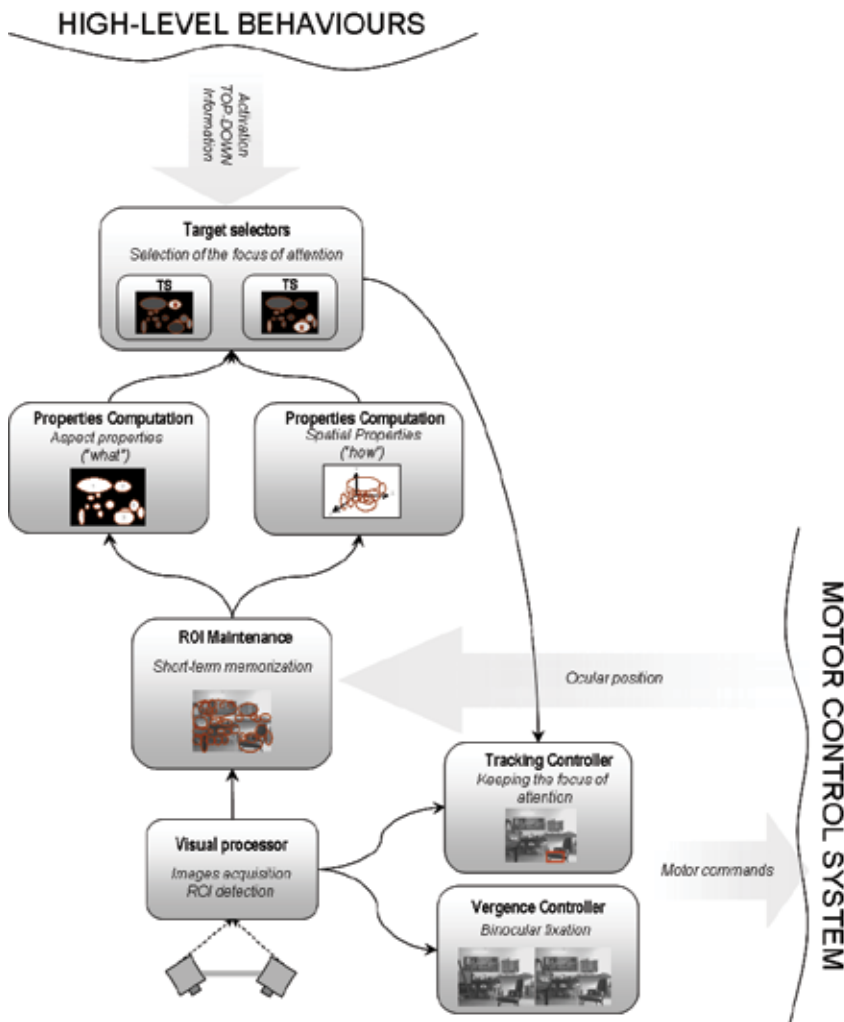 HIGH-LEVEL BEHAVIOURS
Activation
TOP-DOWN
Information
Target selectors
Selection of the focus of attention
TS
TS
Properties Computation
Aspect properties
("what")
Properties Computation
Spatial Properties
("how")
ROI Maintenance
Short-term memorization
Ocular position
Tracking Controller
Keeping the focus of
attention
Visual processor
Images acquisition
ROI detection
Motor commands
Vergence Controller
Binocular fixation
MOTOR CONTROL SYSTEM